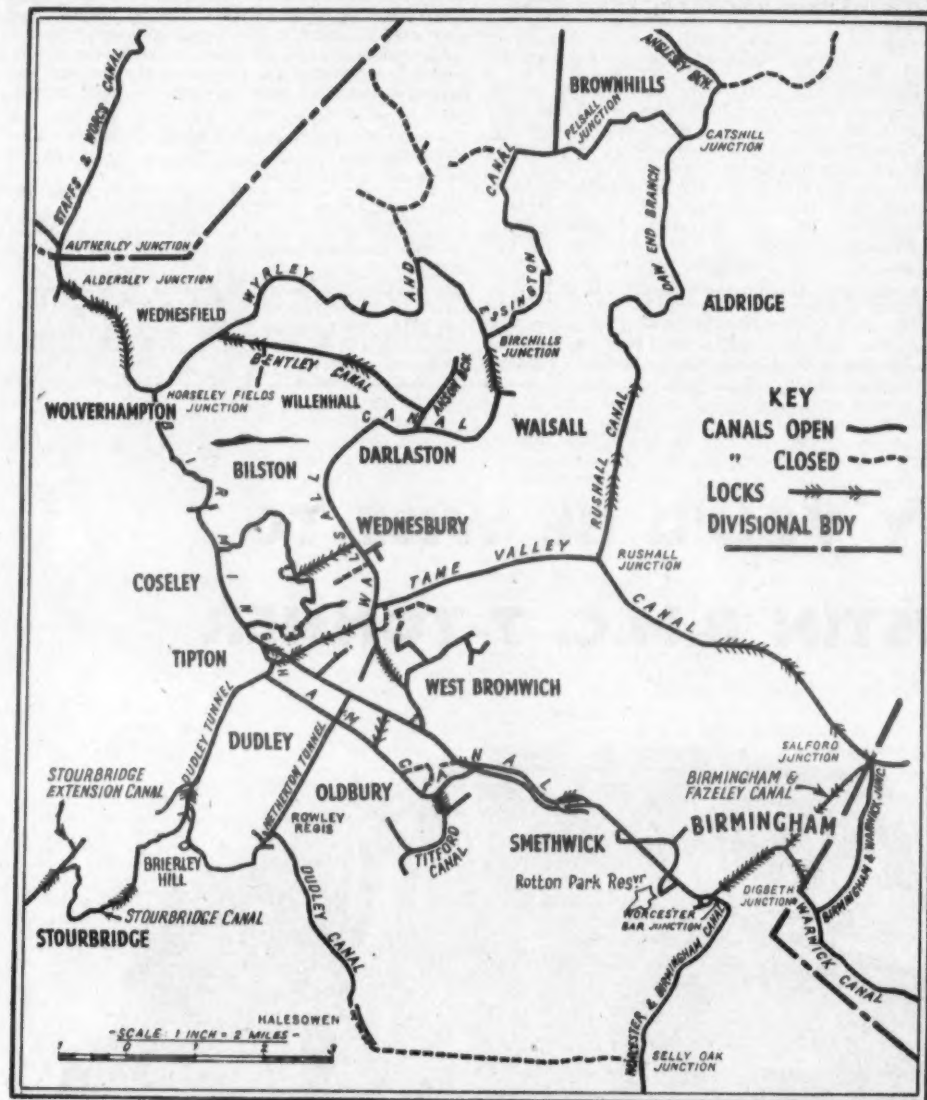 STAFFS & WORCS CANAL
ANGLESEY BCH.
BROWNHILLS
PELSALL
JUNCTION
CATSHILL
JUNCTION
AUTHERLEY JUNCTION
ALDERSLEY JUNCTION
WEDNESFIELD
WYRLEY
AND
ESSINGTON
CANAL
DAW END BRANCH
ALDRIDGE
BIRCHILLS
JUNCTION
BENTLEY CANAL
ANSON BCH
HORSELEY FIELDS
JUNCTION
WILLENHALL
WOLVERHAMPTON
WALSALL
CANAL
DARLASTON
BILSTON
WEDNESBURY
RUSHALL CANAL
KEY
CANALS OPEN
" CLOSED
LOCKS
DIVISIONAL BDY
COSELEY
TAME VALLEY
CANAL
RUSHALL
JUNCTION
TIPTON
BIRMINGHAM
CANAL
WEST BROMWICH
DUDLEY TUNNEL
DUDLEY
NETHERTON TUNNEL
SALFORD
JUNCTION
STOURBRIDGE
EXTENSION CANAL
OLDBURY
BIRMINGHAM &
FAZELEY CANAL
ROWLEY
REGIS
TITFORD
CANAL
SMETHWICK
BIRMINGHAM
BIRMINGHAM & WARWICK JUNC
BRIERLEY
HILL
Rotton Park Resvr
DIGBETH
JUNCTION
STOURBRIDGE CANAL
STOURBRIDGE
DUDLEY CANAL
WORCESTER
BAR JUNCTION
WARWICK CANAL
WORCESTER & BIRMINGHAM CANAL
HALESOWEN
-SCALE: 1 INCH = 2 MILES-
1 0 1 2 3
SELLY OAK
JUNCTION